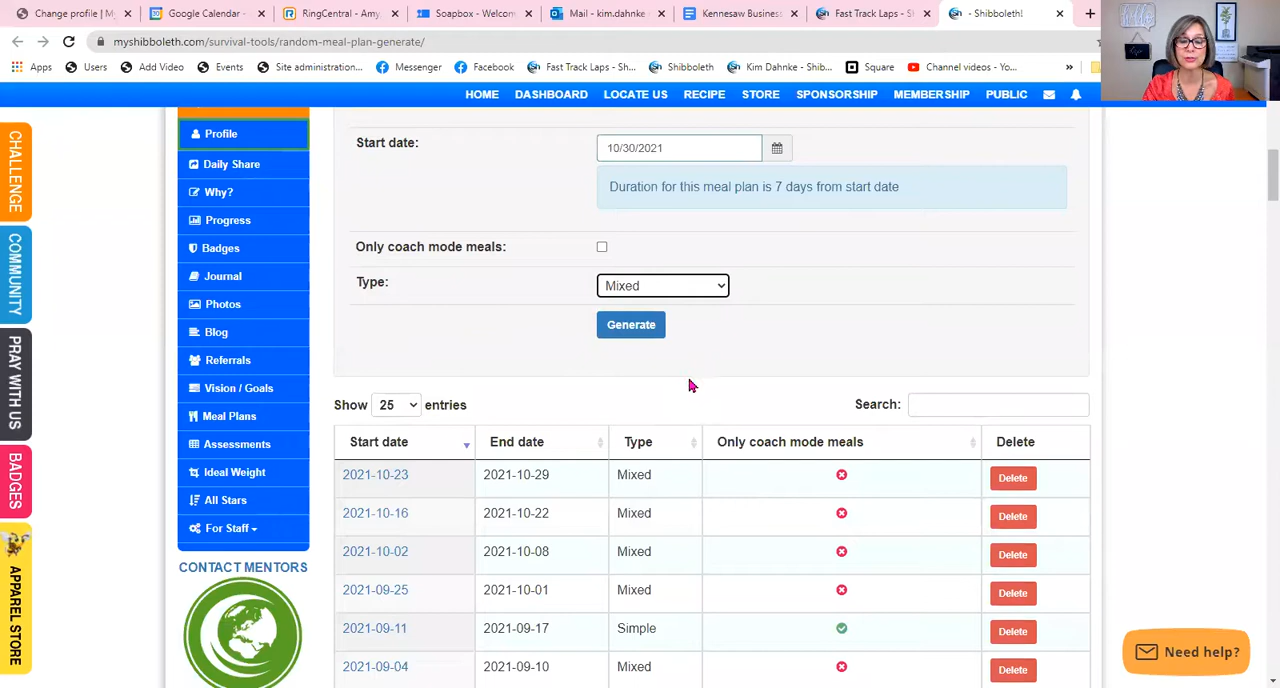 Change profile | M
Google Calendar -
RingCentral - Amy.
Soapbox - Welcom
Mail - kim.dahnke
Kennesaw Business
Fast Track Laps - Sh
- Shibboleth!
myshibboleth.com/survival-tools/random-meal-plan-generate/
Apps
Users
Add Video
Events
Site administration...
Messenger
Fast Track Laps - S...
Shibboleth
Kim Dahnke - Shib...
Square
Channel videos - Yo...
»
HOME
DASHBOARD
LOCATE US
RECIPE
STORE
SPONSORSHIP
MEMBERSHIP
PUBLIC
CHALLENGE
COMMUNITY
PRAY WITH US
BADGES
APPAREL STORE
Profile
Daily Share
Why?
Progress
Badges
Journal
Photos
Blog
Referrals
Vision / Goals
Meal Plans
Assessments
Ideal Weight
All Stars
For Staff
CONTACT MENTORS
Start date:
10/30/2021
Duration for this meal plan is 7 days from start date
Only coach mode meals:
Type:
Mixed
Generate
Show 25 entries
Search:
Start date End date Type Only coach mode meals Delete
2021-10-23 2021-10-29 Mixed Delete
2021-10-16 2021-10-22 Mixed Delete
2021-10-02 2021-10-08 Mixed Delete
2021-09-25 2021-10-01 Mixed Delete
2021-09-11 2021-09-17 Simple Delete
2021-09-04 2021-09-10 Mixed Delete
Need help?